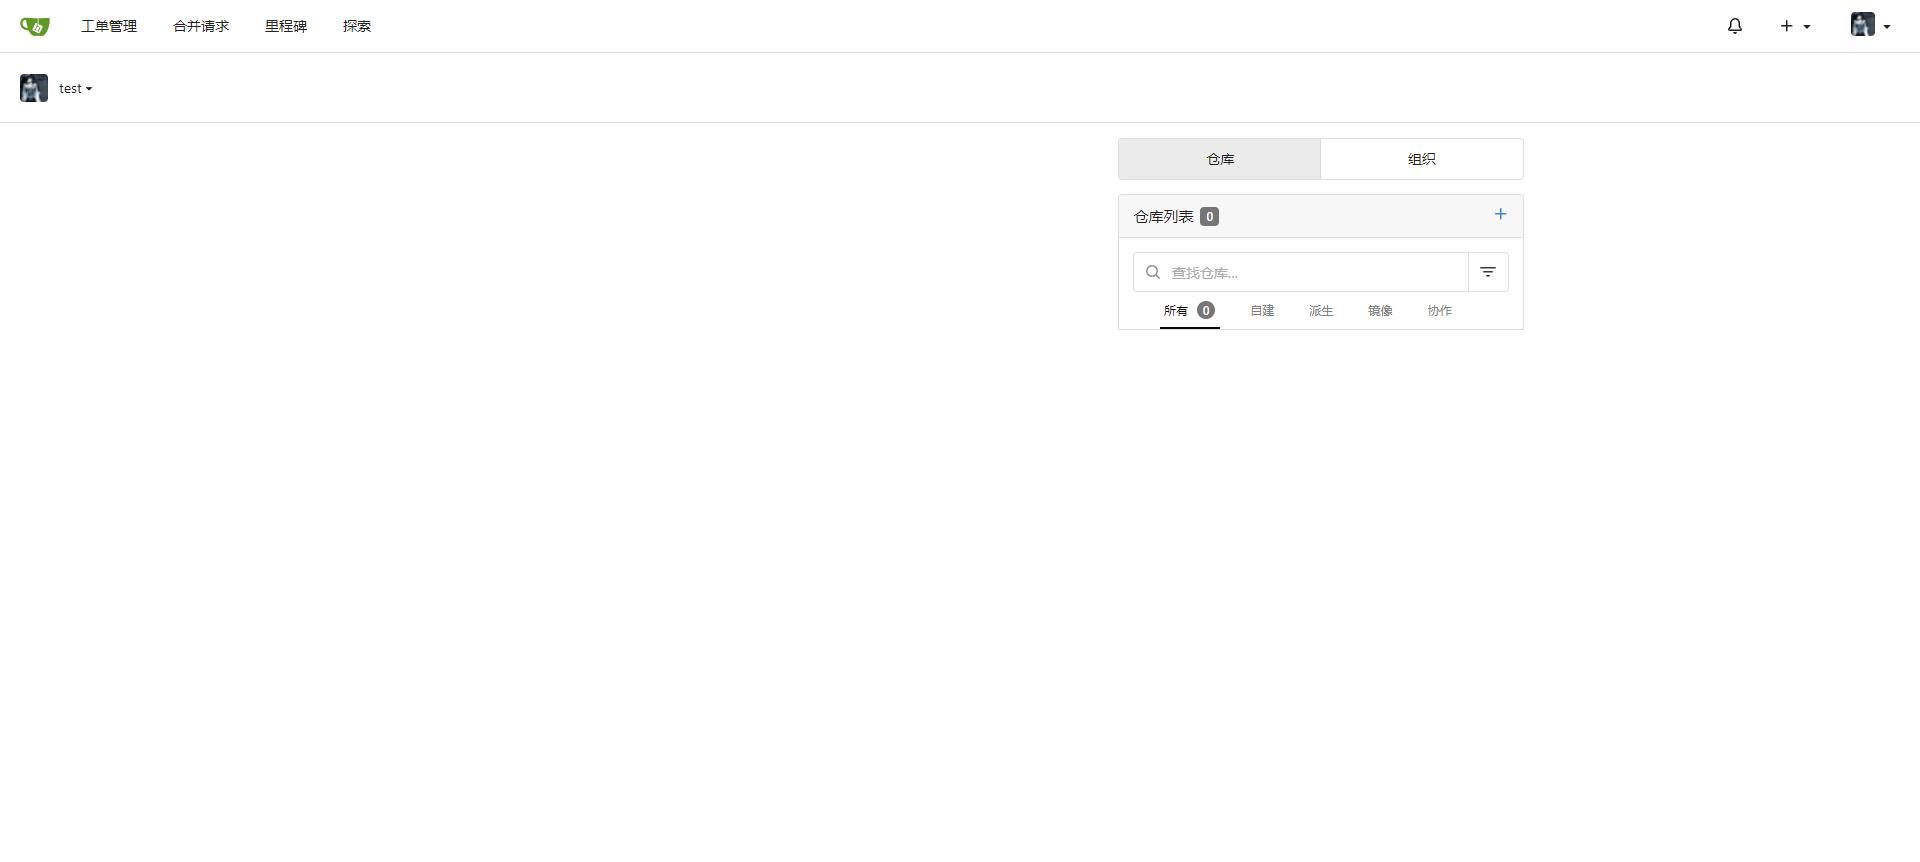 工单管理 合并请求 里程碑 探索
test
仓库 组织
仓库列表 0
查找仓库...
所有 0 自建 派生 镜像 协作